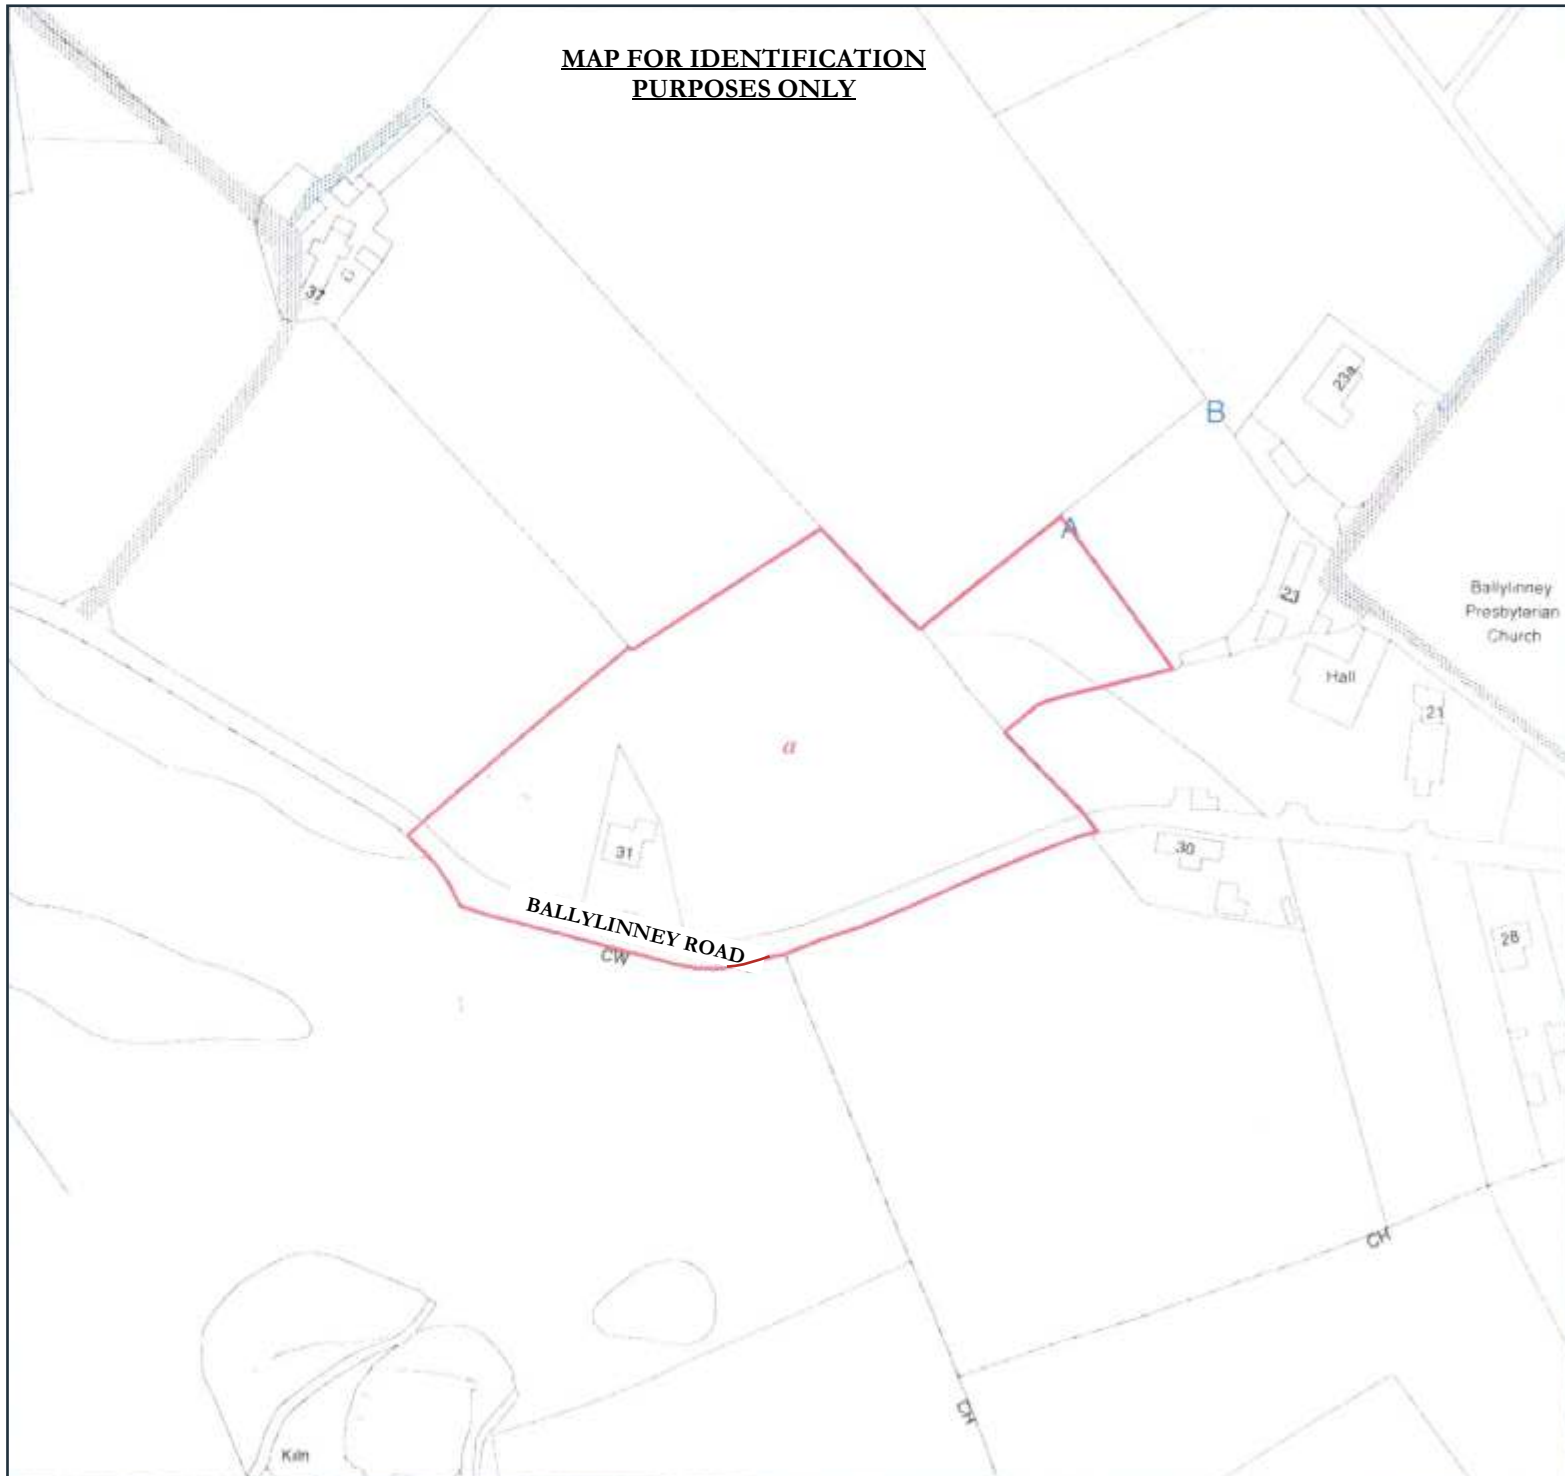 MAP FOR IDENTIFICATION
PURPOSES ONLY
37
B
23a
A
23
Ballylinney
Presbyterian
Church
Hall
21
a
31
30
BALLYLINNEY ROAD
CW
28
CH
CH
Kiln